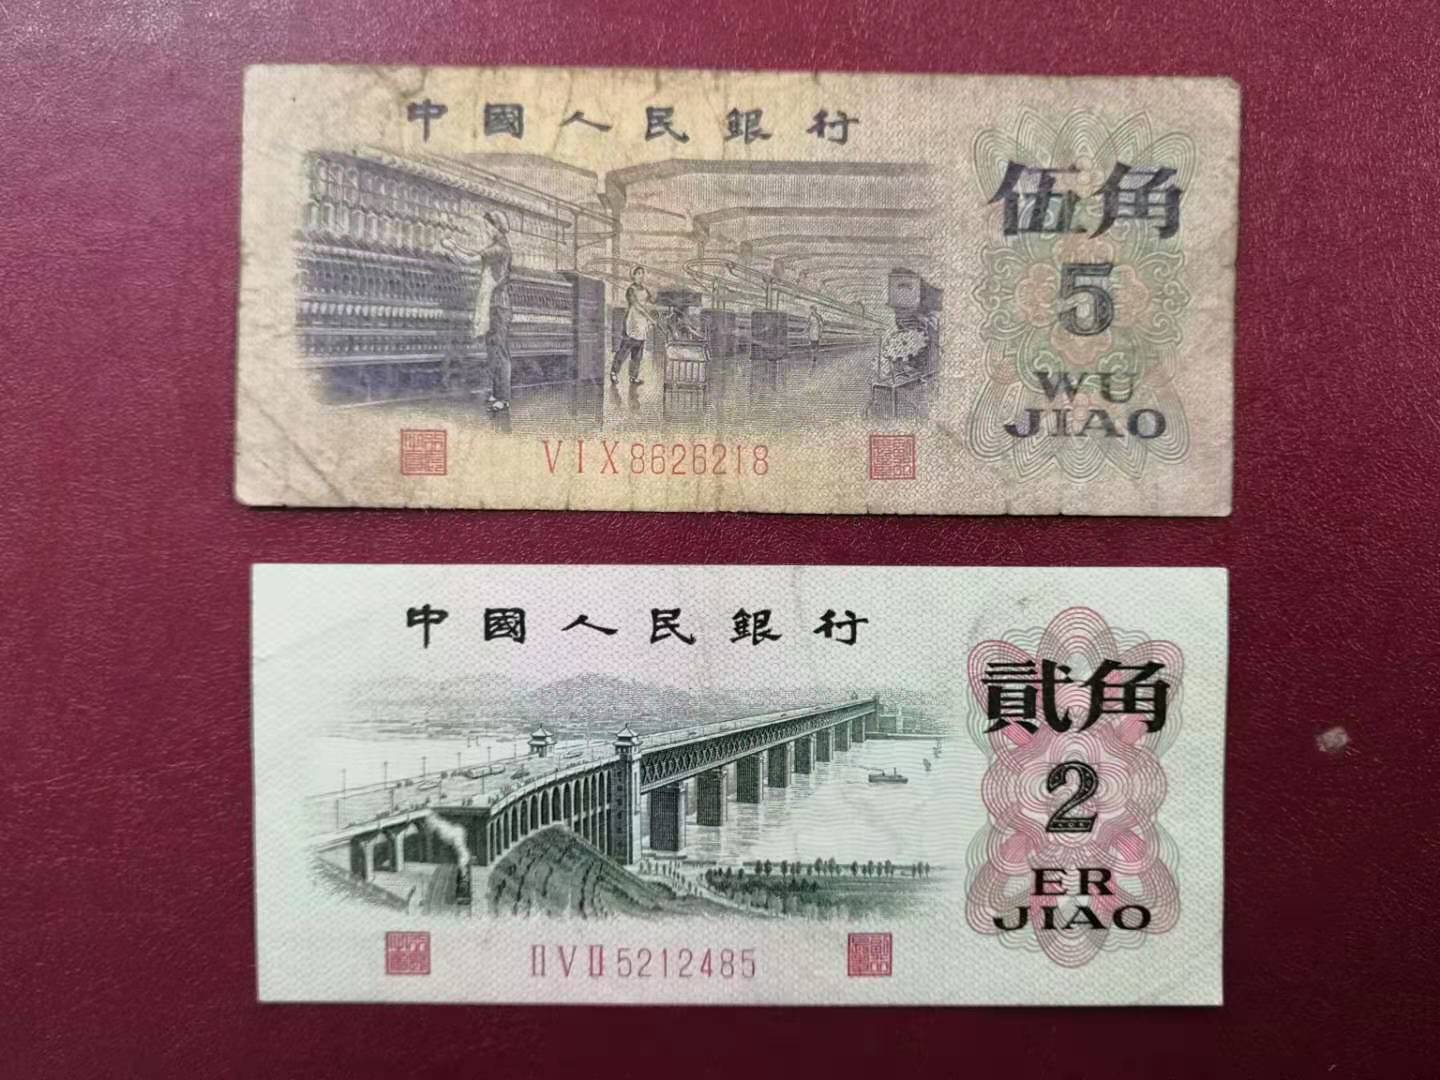 中國人民銀行
伍角
5
WU
JIAO
VIX8626218
中國人民銀行
貳角
2
ER
JIAO
IIVII5212485